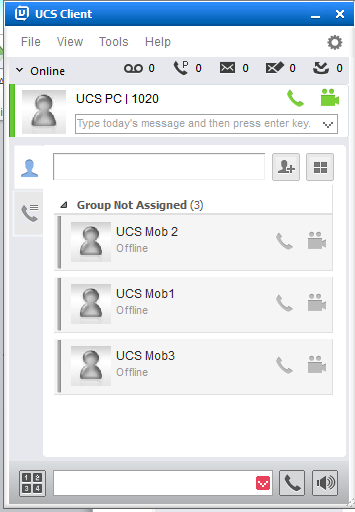 UCS Client
File View Tools Help
Online 0 0 0 0 0
UCS PC | 1020
Type today's message and then press enter key.
Group Not Assigned (3)
UCS Mob 2
Offline
UCS Mob1
Offline
UCS Mob3
Offline
1 2
3 4